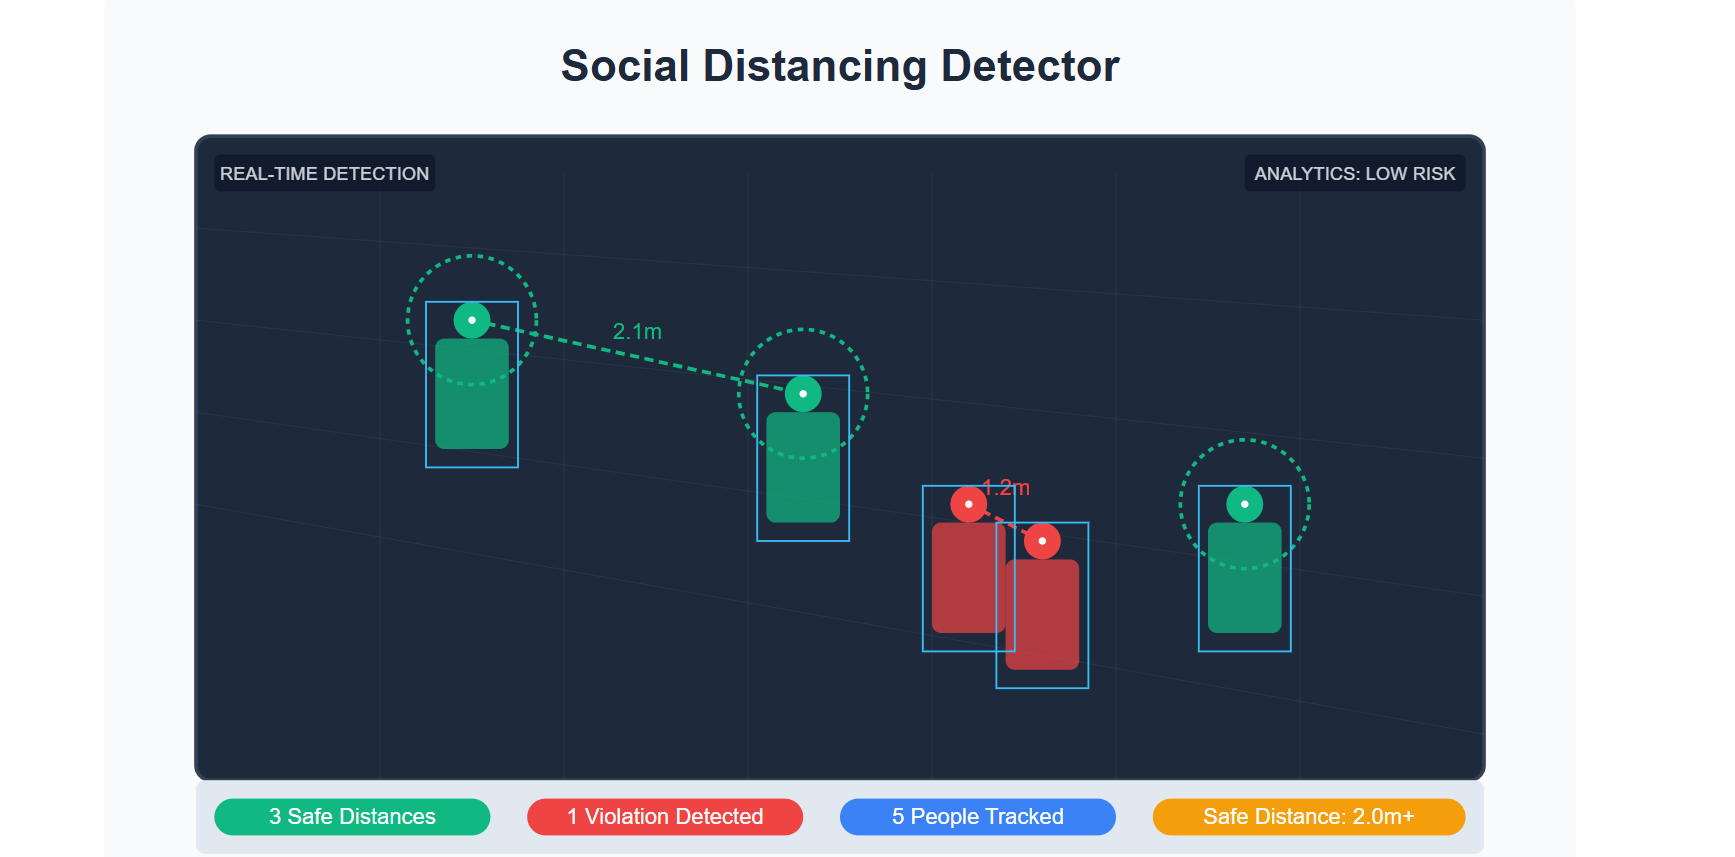 Social Distancing Detector
REAL-TIME DETECTION
ANALYTICS: LOW RISK
2.1m
1.2m
3 Safe Distances
1 Violation Detected
5 People Tracked
Safe Distance: 2.0m+